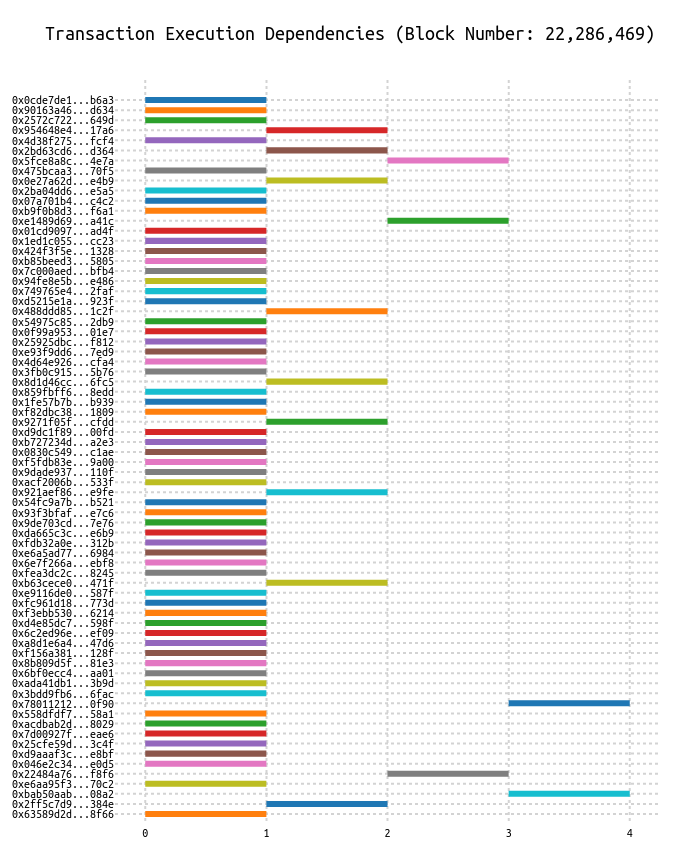 Transaction Execution Dependencies (Block Number: 22,286,469)
0x0cde7de1...b6a3
0x90163a46...d634
0x2572c722...649d
0x954648e4...17a6
0x4d38f275...fcf4
0x2bd63cd6...d364
0x5fce8a8c...4e7a
0x475bcaa3...70f5
0x0e27a62d...e4b9
0x2ba04dd6...e5a5
0x07a701b4...c4c2
0xb9f0b8d3...f6a1
0xe1489d69...a41c
0x01cd9097...ad4f
0x1ed1c055...cc23
0x424f3f5e...1328
0xb85beed3...5805
0x7c000aed...bfb4
0x94fe8e5b...e486
0x749765e4...2faf
0xd5215e1a...923f
0x488ddd85...1c2f
0x54975c85...2db9
0x0f99a953...01e7
0x25925dbc...f812
0xe93f9dd6...7ed9
0x4d64e926...cfa4
0x3fb0c915...5b76
0x8d1d46cc...6fc5
0x859fbff6...8edd
0x1fe57b7b...b939
0xf82dbc38...1809
0x9271f05f...cfdd
0xd9dc1f89...00fd
0xb727234d...a2e3
0x0830c549...c1ae
0xf5fdb83e...9a00
0x9dade937...110f
0xacf2006b...533f
0x921aef86...e9fe
0x54fc9a7b...b521
0x93f3bfaf...e7c6
0x9de703cd...7e76
0xda665c3c...e6b9
0xfdb32a0e...312b
0xe6a5ad77...6984
0x6e7f266a...ebf8
0xfea3dc2c...8245
0xb63cece0...471f
0xe9116de0...587f
0xfc961d18...773d
0xf3ebb530...6214
0xd4e85dc7...598f
0x6c2ed96e...ef09
0xa8d1e6a4...47d6
0xf156a381...128f
0x8b809d5f...81e3
0x6bf0ecc4...aa01
0xada41db1...3b9d
0x3bdd9fb6...6fac
0x78011212...0f90
0x558dfdf7...58a1
0xacdbab2d...8029
0x7d00927f...eae6
0x25cfe59d...3c4f
0xd9aaaf3c...e8bf
0x046e2c34...e0d5
0x22484a76...f8f6
0xe6aa95f3...70c2
0xbab50aab...08a2
0x2ff5c7d9...384e
0x63589d2d...8f66
0 1 2 3 4